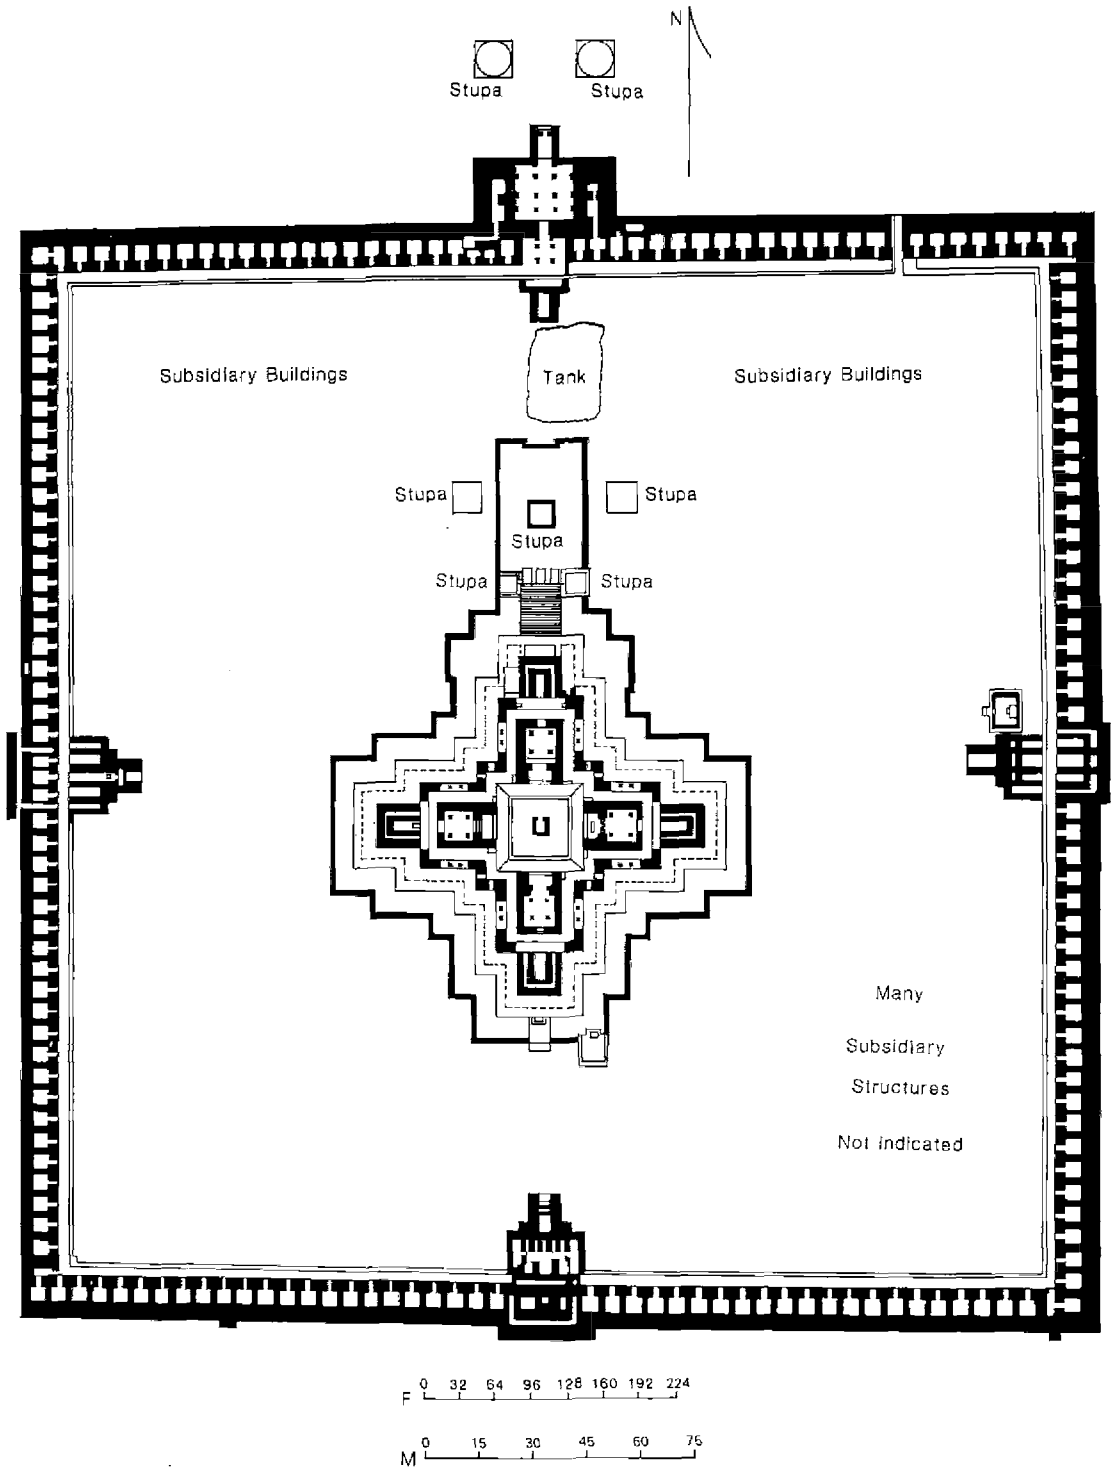 N
Stupa Stupa
Subsidiary Buildings Tank Subsidiary Buildings
Stupa Stupa
Stupa
Stupa Stupa
Many
Subsidiary
Structures
Not indicated
0 32 64 96 128 160 192 224
F
0 15 30 45 60 75
M